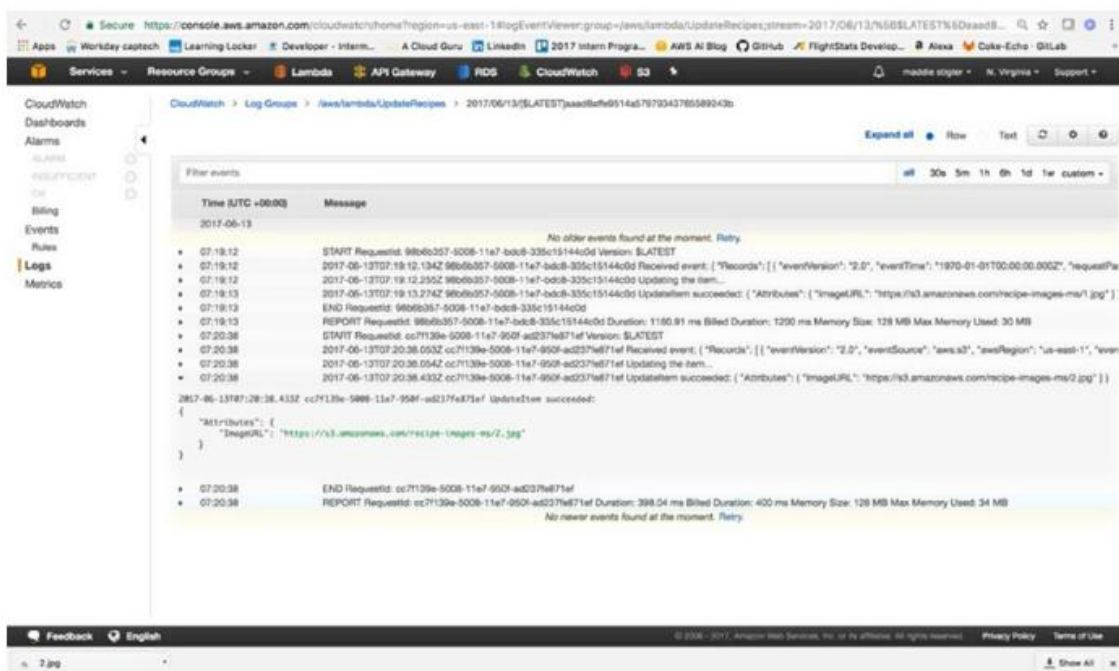 Secure https://console.aws.amazon.com/cloudwatch/home?region=us-east-1#logEventViewer:group=/aws/lambda/UpdateRecipes;stream=2017/06/13/%5B$LATEST%5Daaad8...
Apps Workday captech Learning Locker Developer - Interm... A Cloud Guru LinkedIn 2017 Intern Progra... AWS AI Blog GitHub FlightStats Develop... Alexa Coke-Echo · GitLab
Services Resource Groups Lambda API Gateway RDS CloudWatch S3 maddie stigler N. Virginia Support
CloudWatch
Dashboards
Alarms
ALARM
INSUFFICIENT
OK
Billing
Events
Rules
Logs
Metrics
CloudWatch > Log Groups > /aws/lambda/UpdateRecipes > 2017/06/13/[$LATEST]aaad8effe9514a57979343765589243b
Expand all Row Text
Filter events all 30s 5m 1h 6h 1d 1w custom
Time (UTC +00:00) Message
2017-06-13
No older events found at the moment. Retry.
07:19:12 START RequestId: 98b6b357-5008-11e7-bdc8-335c15144c0d Version: $LATEST
07:19:12 2017-06-13T07:19:12.134Z 98b6b357-5008-11e7-bdc8-335c15144c0d Received event: { "Records": [ { "eventVersion": "2.0", "eventTime": "1970-01-01T00:00:00.000Z", "requestPa
07:19:12 2017-06-13T07:19:12.255Z 98b6b357-5008-11e7-bdc8-335c15144c0d Updating the item...
07:19:13 2017-06-13T07:19:13.274Z 98b6b357-5008-11e7-bdc8-335c15144c0d UpdateItem succeeded: { "Attributes": { "ImageURL": "https://s3.amazonaws.com/recipe-images-ms/1.jpg" }
07:19:13 END RequestId: 98b6b357-5008-11e7-bdc8-335c15144c0d
07:19:13 REPORT RequestId: 98b6b357-5008-11e7-bdc8-335c15144c0d Duration: 1160.91 ms Billed Duration: 1200 ms Memory Size: 128 MB Max Memory Used: 30 MB
07:20:38 START RequestId: cc7f139e-5008-11e7-950f-ad237fe871ef Version: $LATEST
07:20:38 2017-06-13T07:20:38.053Z cc7f139e-5008-11e7-950f-ad237fe871ef Received event: { "Records": [ { "eventVersion": "2.0", "eventSource": "aws:s3", "awsRegion": "us-east-1", "even
07:20:38 2017-06-13T07:20:38.054Z cc7f139e-5008-11e7-950f-ad237fe871ef Updating the item...
07:20:38 2017-06-13T07:20:38.433Z cc7f139e-5008-11e7-950f-ad237fe871ef UpdateItem succeeded: { "Attributes": { "ImageURL": "https://s3.amazonaws.com/recipe-images-ms/2.jpg" } }
2017-06-13T07:20:38.433Z cc7f139e-5008-11e7-950f-ad237fe871ef UpdateItem succeeded:
{
"Attributes": {
"ImageURL": "https://s3.amazonaws.com/recipe-images-ms/2.jpg"
}
}
07:20:38 END RequestId: cc7f139e-5008-11e7-950f-ad237fe871ef
07:20:38 REPORT RequestId: cc7f139e-5008-11e7-950f-ad237fe871ef Duration: 398.04 ms Billed Duration: 400 ms Memory Size: 128 MB Max Memory Used: 34 MB
No newer events found at the moment. Retry.
Feedback English © 2008 - 2017, Amazon Web Services, Inc. or its affiliates. All rights reserved. Privacy Policy Terms of Use
2.jpg Show All